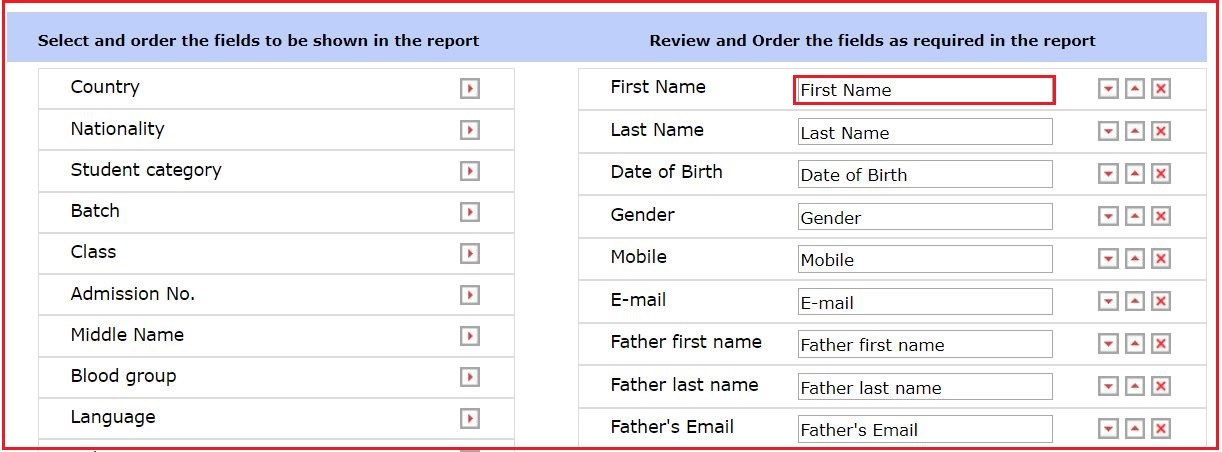 Select and order the fields to be shown in the report
Country
Nationality
Student category
Batch
Class
Admission No.
Middle Name
Blood group
Language
Review and Order the fields as required in the report
First Name First Name
Last Name Last Name
Date of Birth Date of Birth
Gender Gender
Mobile Mobile
E-mail E-mail
Father first name Father first name
Father last name Father last name
Father's Email Father's Email